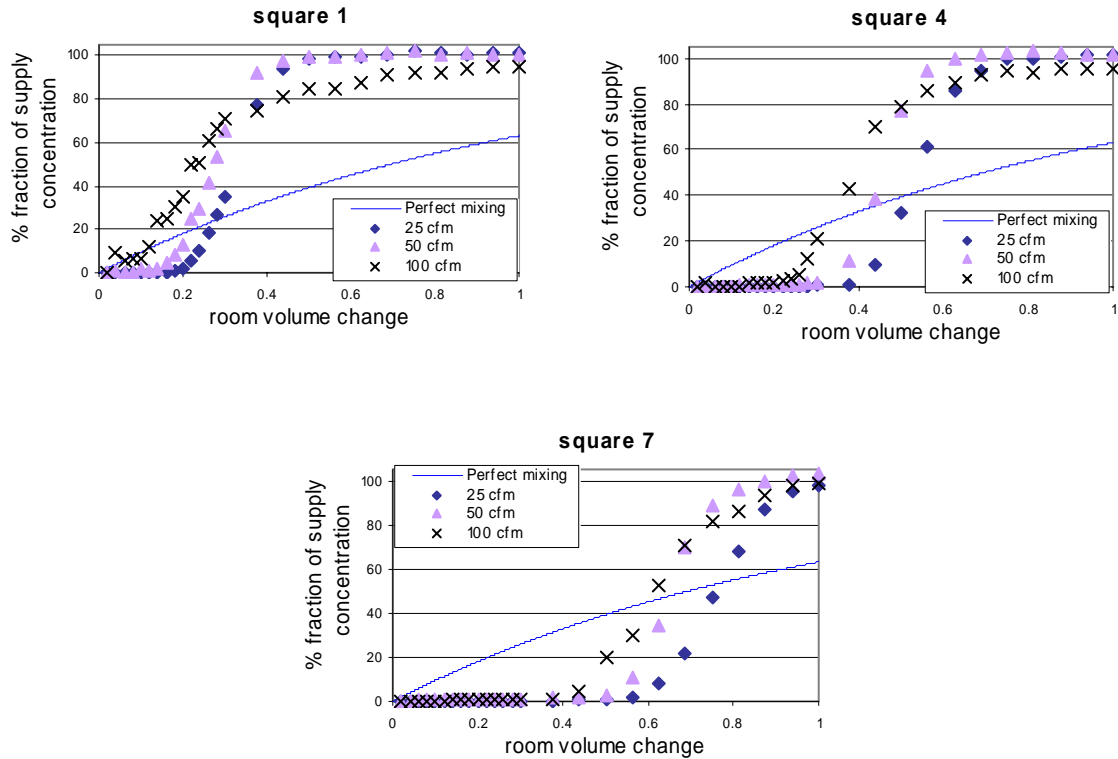 square 1
% fraction of supply
concentration
100
80
60
40
20
0
Perfect mixing
25 cfm
50 cfm
100 cfm
0 0.2 0.4 0.6 0.8 1
room volume change
square 4
% fraction of supply
concentration
100
80
60
40
20
0
Perfect mixing
25 cfm
50 cfm
100 cfm
0 0.2 0.4 0.6 0.8 1
room volume change
square 7
% fraction of supply
concentration
Perfect mixing
25 cfm
50 cfm
100 cfm
100
80
60
40
20
0
0 0.2 0.4 0.6 0.8 1
room volume change